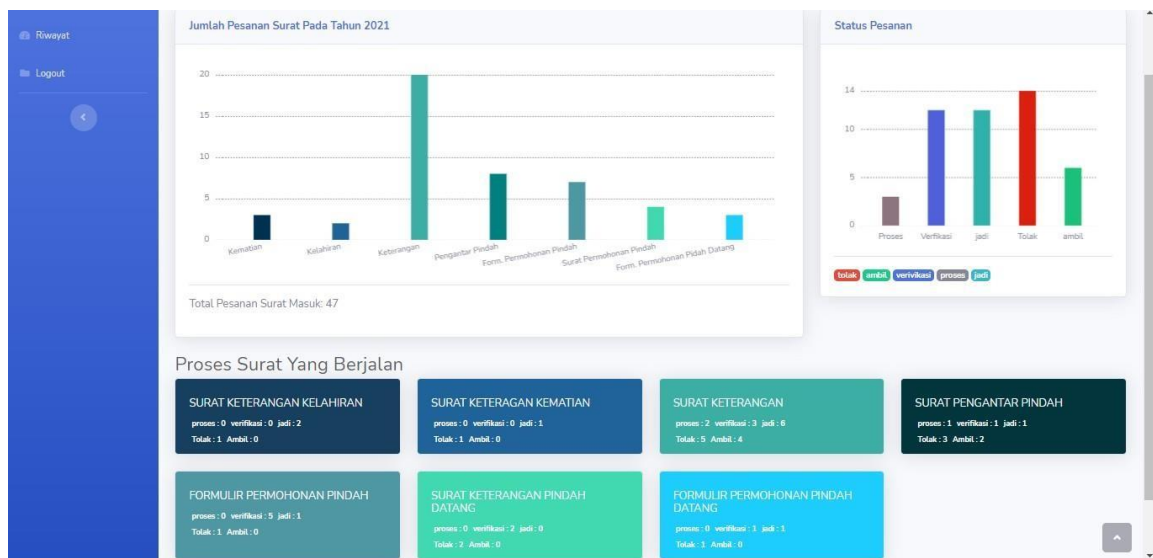 Riwayat
Logout
Jumlah Pesanan Surat Pada Tahun 2021
20
15
10
5
0
Kematian
Kelahiran
Keterangan
Pengantar Pindah
Form. Permohonan Pindah
Surat Permohonan Pindah
Form. Permohonan Pidah Datang
Total Pesanan Surat Masuk: 47
Status Pesanan
14
10
5
0
Proses Verfikasi jadi Tolak ambil
tolak ambil verivikasi proses jadi
Proses Surat Yang Berjalan
SURAT KETERANGAN KELAHIRAN
proses : 0 verifikasi : 0 jadi : 2
Tolak : 1 Ambil : 0
SURAT KETERAGAN KEMATIAN
proses : 0 verifikasi : 0 jadi : 1
Tolak : 1 Ambil : 0
SURAT KETERANGAN
proses : 2 verifikasi : 3 jadi : 6
Tolak : 5 Ambil : 4
SURAT PENGANTAR PINDAH
proses : 1 verifikasi : 1 jadi : 1
Tolak : 3 Ambil : 2
FORMULIR PERMOHONAN PINDAH
proses : 0 verifikasi : 5 jadi : 1
Tolak : 1 Ambil : 0
SURAT KETERANGAN PINDAH
DATANG
proses : 0 verifikasi : 2 jadi : 0
Tolak : 2 Ambil : 0
FORMULIR PERMOHONAN PINDAH
DATANG
proses : 0 verifikasi : 1 jadi : 1
Tolak : 1 Ambil : 0